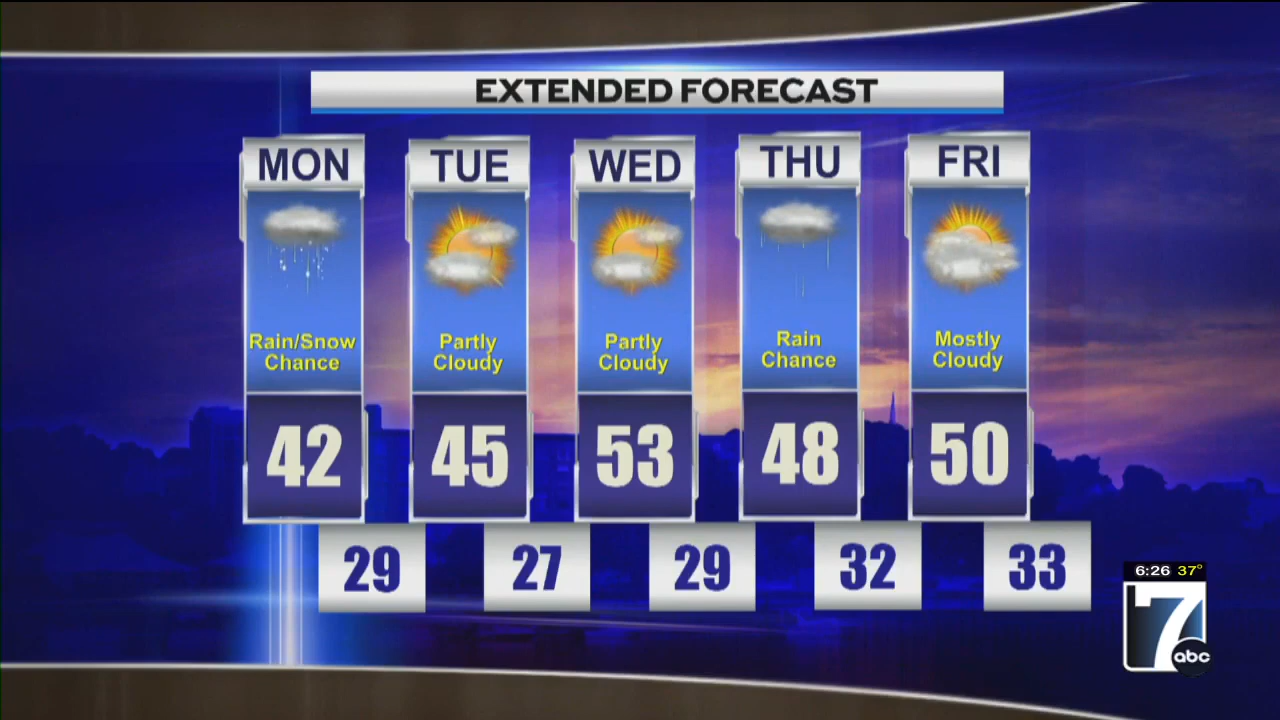 EXTENDED FORECAST
MON TUE WED THU FRI
Rain/Snow Chance
Partly Cloudy
Partly Cloudy
Rain Chance
Mostly Cloudy
42 45 53 48 50
29 27 29 32 33
6:26 37°
7
abc